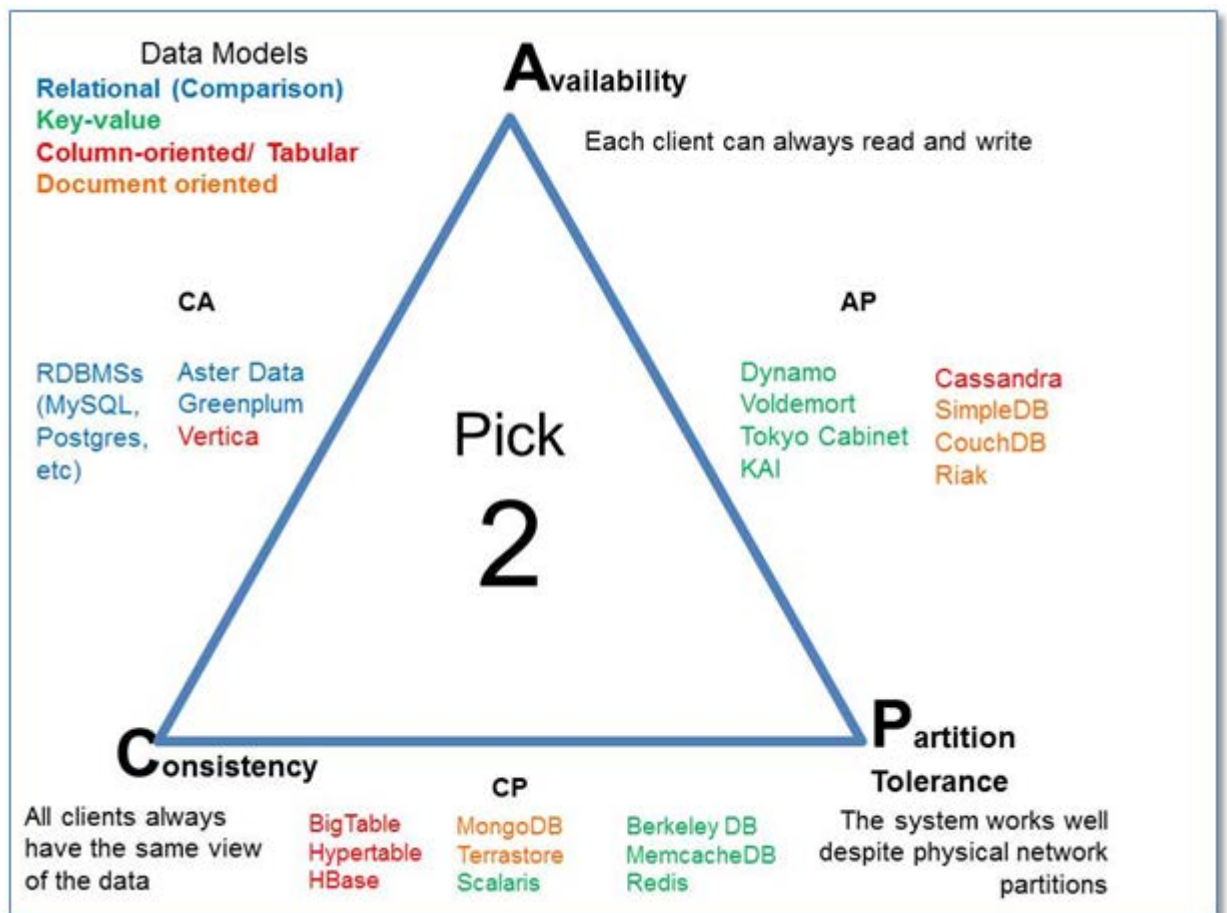 Data Models
Relational (Comparison)
Key-value
Column-oriented/ Tabular
Document oriented
Availability
Each client can always read and write
CA
RDBMSs
(MySQL,
Postgres,
etc)
Aster Data
Greenplum
Vertica
Pick
2
AP
Dynamo
Voldemort
Tokyo Cabinet
KAI
Cassandra
SimpleDB
CouchDB
Riak
Consistency
All clients always
have the same view
of the data
CP
BigTable
Hypertable
HBase
MongoDB
Terrastore
Scalaris
Berkeley DB
MemcacheDB
Redis
Partition
Tolerance
The system works well
despite physical network
partitions